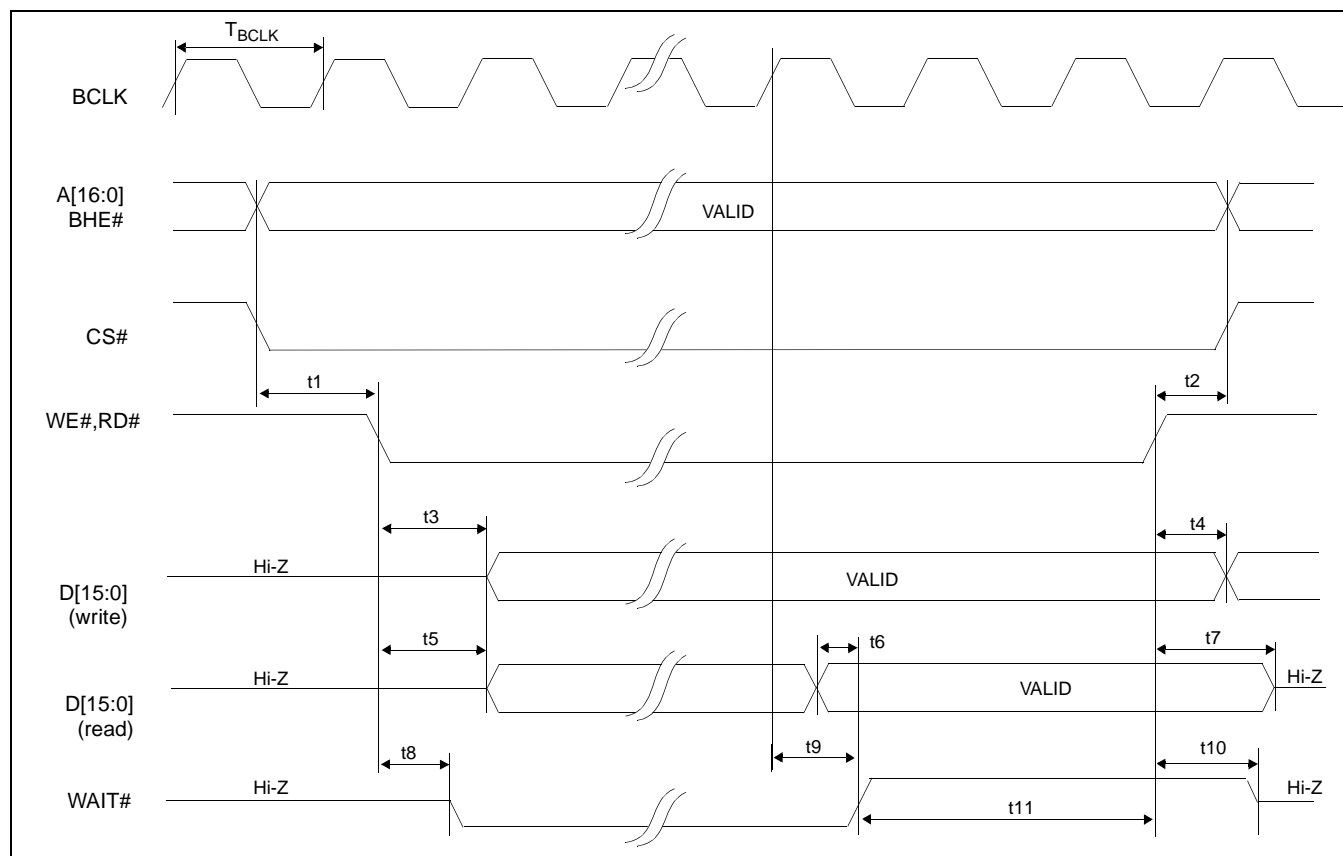 TBCLK
BCLK
A[16:0]
BHE#
VALID
CS#
t1
t2
WE#,RD#
t3
t4
Hi-Z
VALID
D[15:0]
(write)
t5
t6
t7
Hi-Z
VALID
Hi-Z
D[15:0]
(read)
t8
t9
t10
Hi-Z
Hi-Z
WAIT#
t11